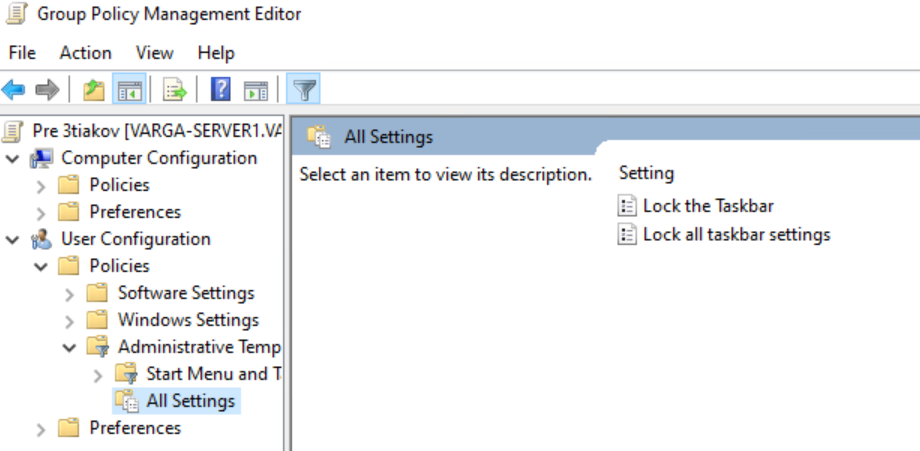 Group Policy Management Editor
File Action View Help
Pre 3tiakov [VARGA-SERVER1.VA
Computer Configuration
Policies
Preferences
User Configuration
Policies
Software Settings
Windows Settings
Administrative Temp
Start Menu and T
All Settings
Preferences
All Settings
Select an item to view its description.
Setting
Lock the Taskbar
Lock all taskbar settings